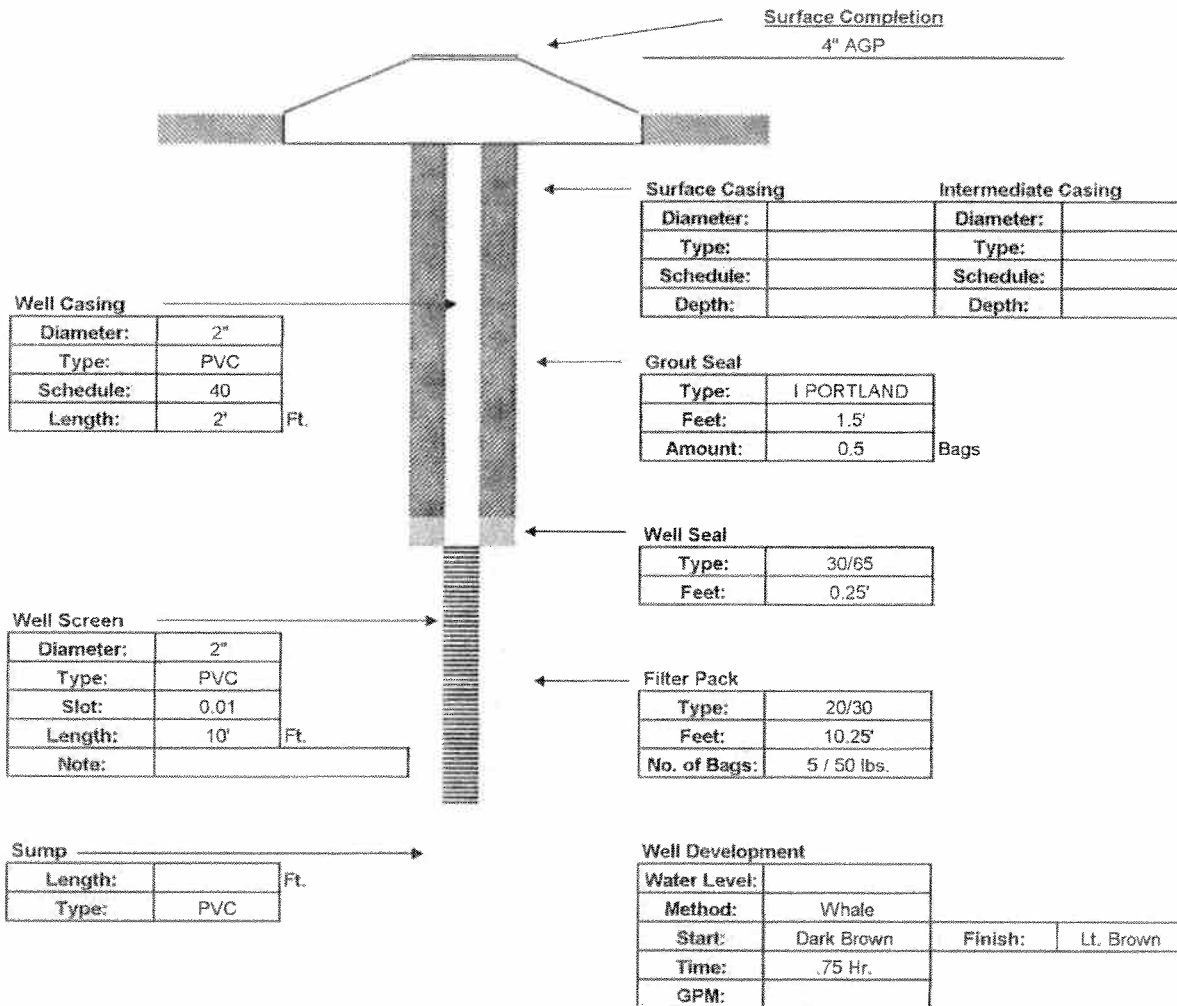 Surface Completion
4" AGP
Surface Casing
Intermediate Casing
Diameter:
Diameter:
Type:
Type:
Schedule:
Schedule:
Depth:
Depth:
Well Casing
Diameter: 2"
Type: PVC
Schedule: 40
Length: 2' Ft.
Grout Seal
Type: I PORTLAND
Feet: 1.5'
Amount: 0.5 Bags
Well Seal
Type: 30/65
Feet: 0.25'
Well Screen
Diameter: 2"
Type: PVC
Slot: 0.01
Length: 10' Ft.
Note:
Filter Pack
Type: 20/30
Feet: 10.25'
No. of Bags: 5 / 50 lbs.
Sump
Length: Ft.
Type: PVC
Well Development
Water Level:
Method: Whale
Start: Dark Brown Finish: Lt. Brown
Time: .75 Hr.
GPM: